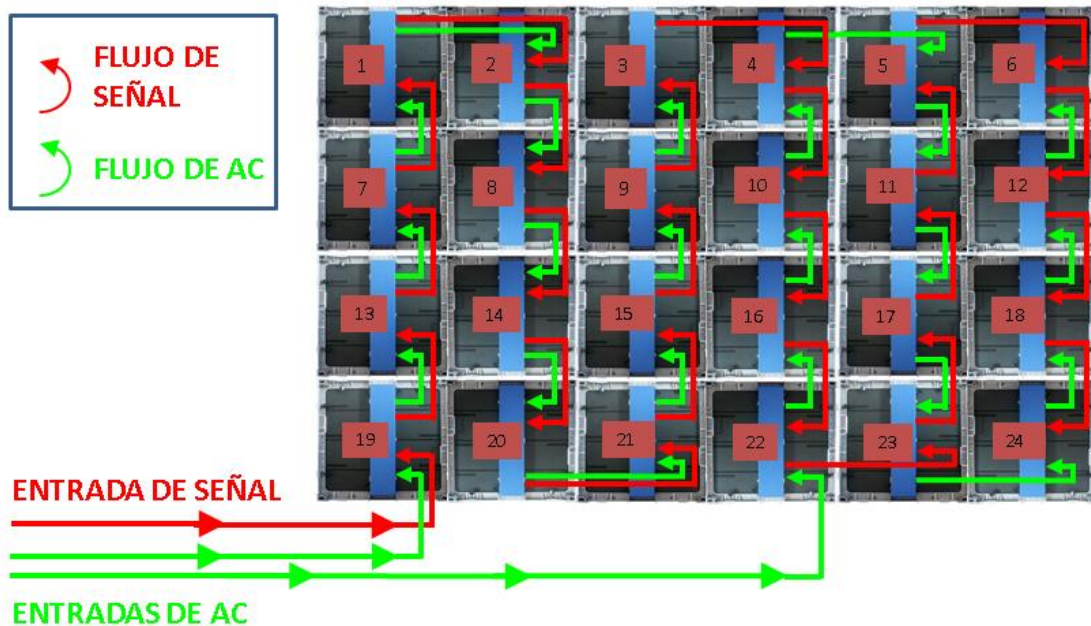 FLUJO DE
SEÑAL
FLUJO DE AC
1 2 3 4 5 6
7 8 9 10 11 12
13 14 15 16 17 18
19 20 21 22 23 24
ENTRADA DE SEÑAL
ENTRADAS DE AC